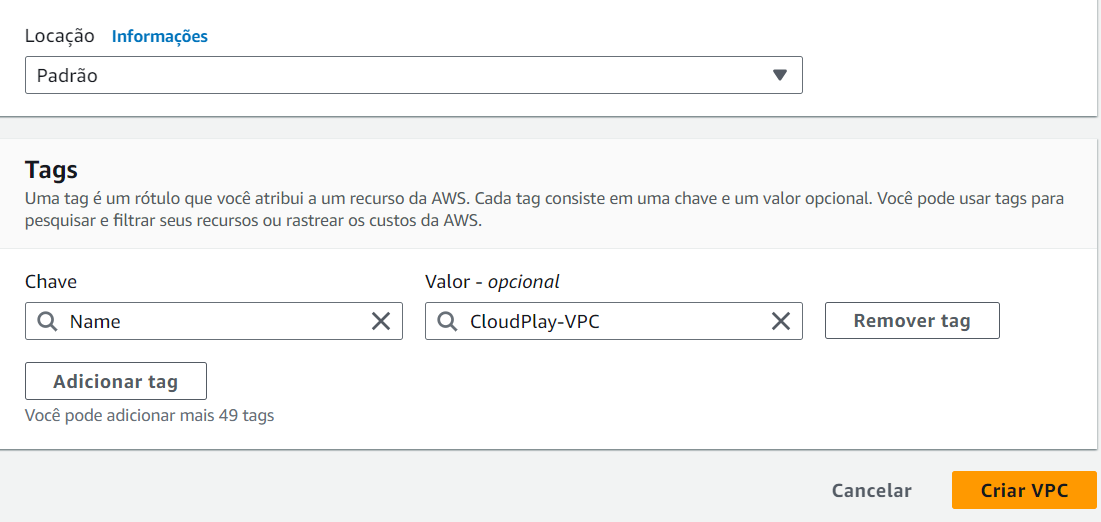 Locação Informações
Padrão
Tags
Uma tag é um rótulo que você atribui a um recurso da AWS. Cada tag consiste em uma chave e um valor opcional. Você pode usar tags para
pesquisar e filtrar seus recursos ou rastrear os custos da AWS.
Chave
Valor - opcional
Name
CloudPlay-VPC
Remover tag
Adicionar tag
Você pode adicionar mais 49 tags
Cancelar
Criar VPC